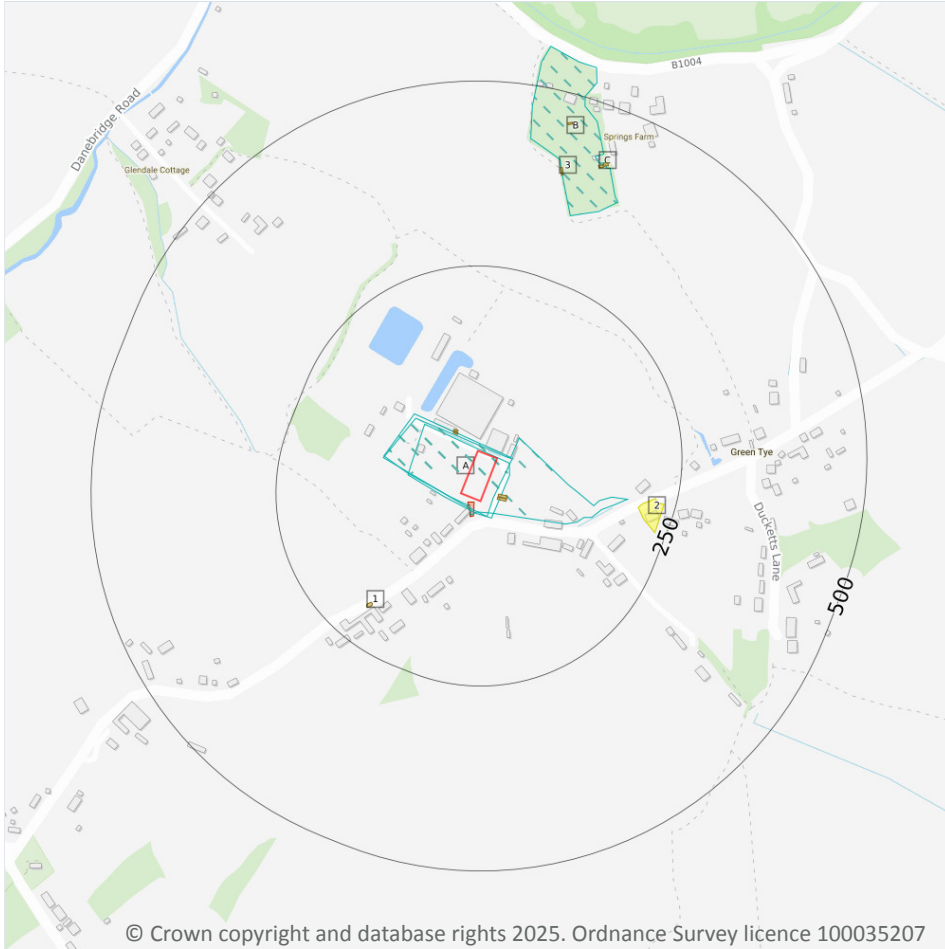 B1004
Danebridge Road
B
Springs Farm
3
C
Glendale Cottage
A
Green Tye
2
250
Ducketts Lane
1
500
© Crown copyright and database rights 2025. Ordnance Survey licence 100035207